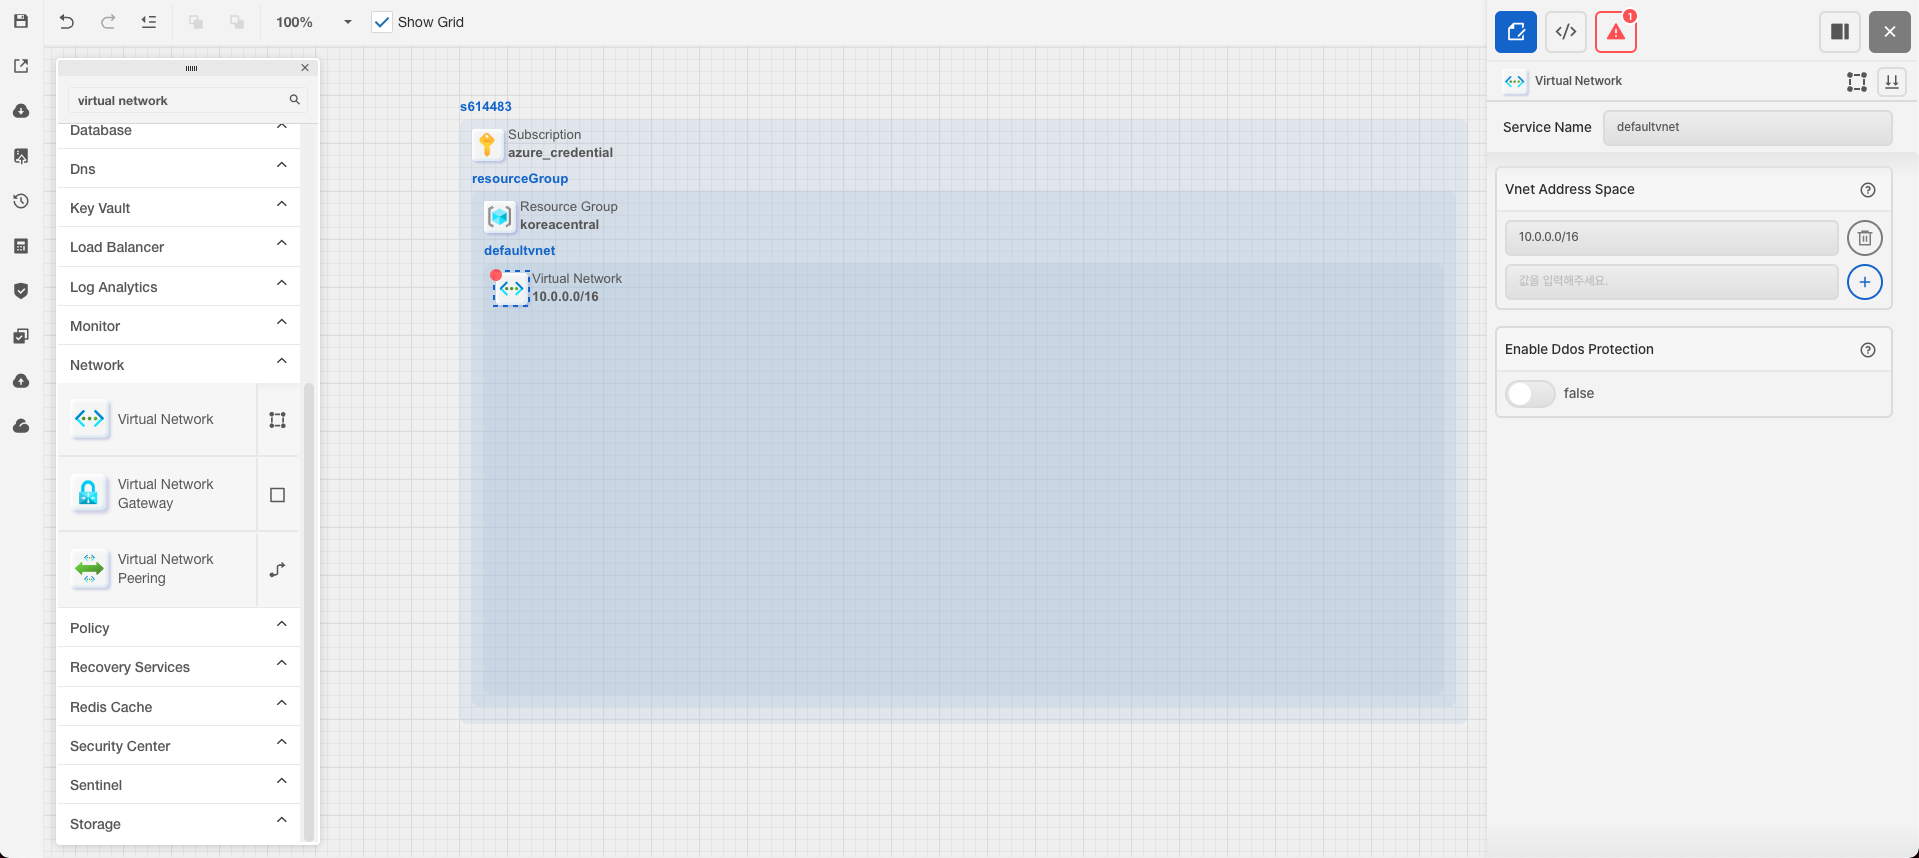 100%
Show Grid
1
virtual network
Database
Dns
Key Vault
Load Balancer
Log Analytics
Monitor
Network
Virtual Network
Virtual Network
Gateway
Virtual Network
Peering
Policy
Recovery Services
Redis Cache
Security Center
Sentinel
Storage
s614483
Subscription
azure_credential
resourceGroup
Resource Group
koreacentral
defaultvnet
Virtual Network
10.0.0.0/16
Virtual Network
Service Name
defaultvnet
Vnet Address Space
10.0.0.0/16
값을 입력해주세요.
Enable Ddos Protection
false